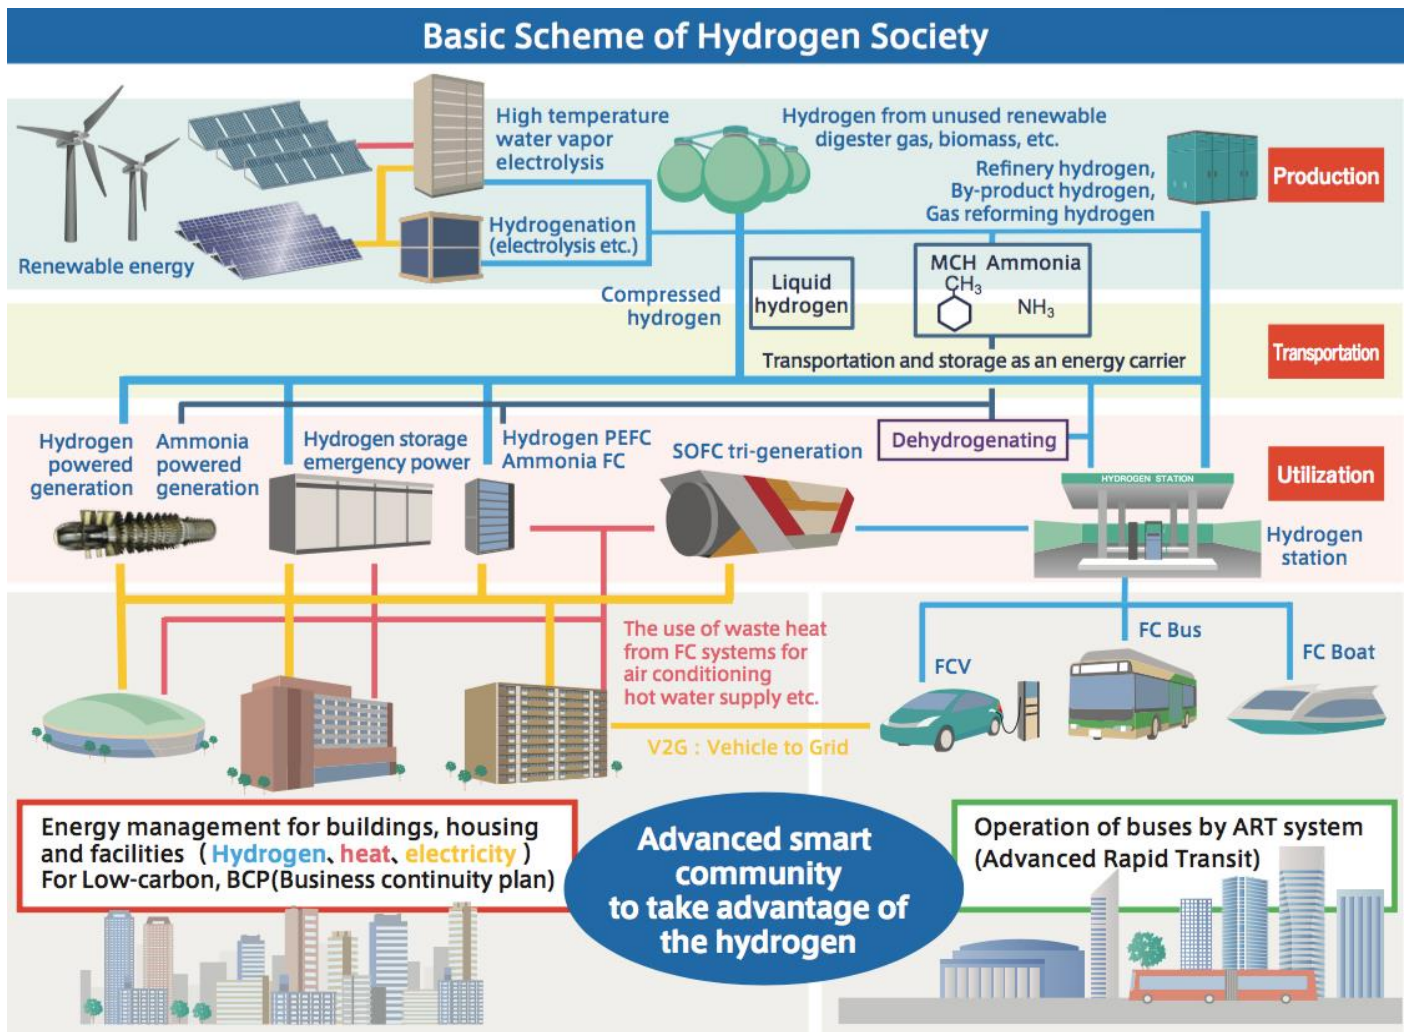 Basic Scheme of Hydrogen Society
High temperature
water vapor
electrolysis
Hydrogen from unused renewable
digester gas, biomass, etc.
Refinery hydrogen,
By-product hydrogen,
Gas reforming hydrogen
Production
Renewable energy
Hydrogenation
(electrolysis etc.)
Compressed
hydrogen
Liquid
hydrogen
MCH Ammonia
CH₃
NH₃
Transportation and storage as an energy carrier
Transportation
Hydrogen
powered
generation
Ammonia
powered
generation
Hydrogen storage
emergency power
Hydrogen PEFC
Ammonia FC
SOFC tri-generation
Dehydrogenating
Utilization
HYDROGEN STATION
Hydrogen
station
The use of waste heat
from FC systems for
air conditioning
hot water supply etc.
FCV
FC Bus
FC Boat
V2G : Vehicle to Grid
Energy management for buildings, housing
and facilities（Hydrogen、heat、electricity）
For Low-carbon, BCP(Business continuity plan)
Advanced smart
community
to take advantage of
the hydrogen
Operation of buses by ART system
(Advanced Rapid Transit)